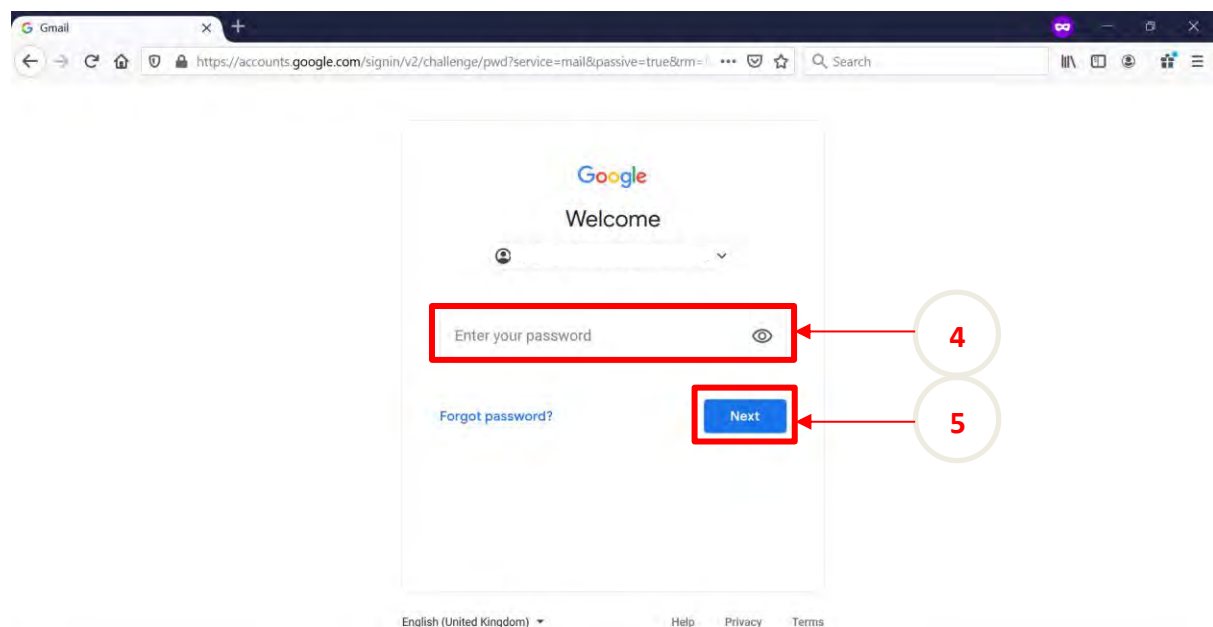 Gmail
https://accounts.google.com/signin/v2/challenge/pwd?service=mail&passive=true&rm=
Search
Google
Welcome
Enter your password
4
Forgot password?
Next
5
English (United Kingdom)
Help
Privacy
Terms